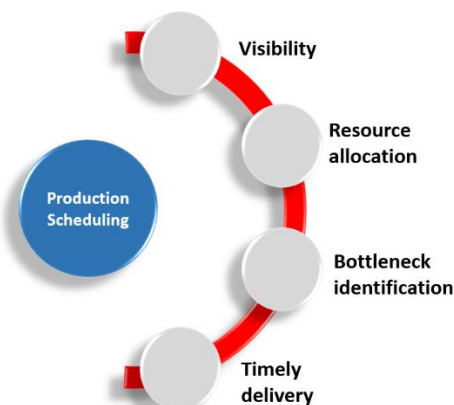 Visibility
Resource
allocation
Production
Scheduling
Bottleneck
identification
Timely
delivery